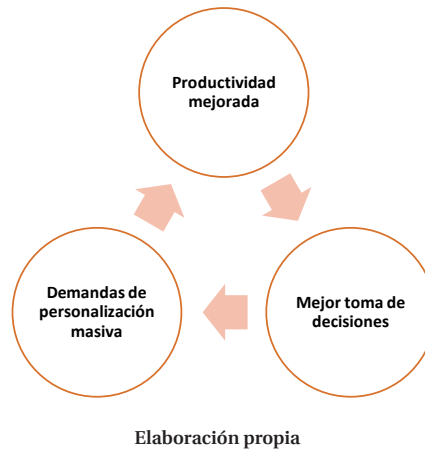 Productividad
mejorada
Demandas de
personalización
masiva
Mejor toma de
decisiones
Elaboración propia